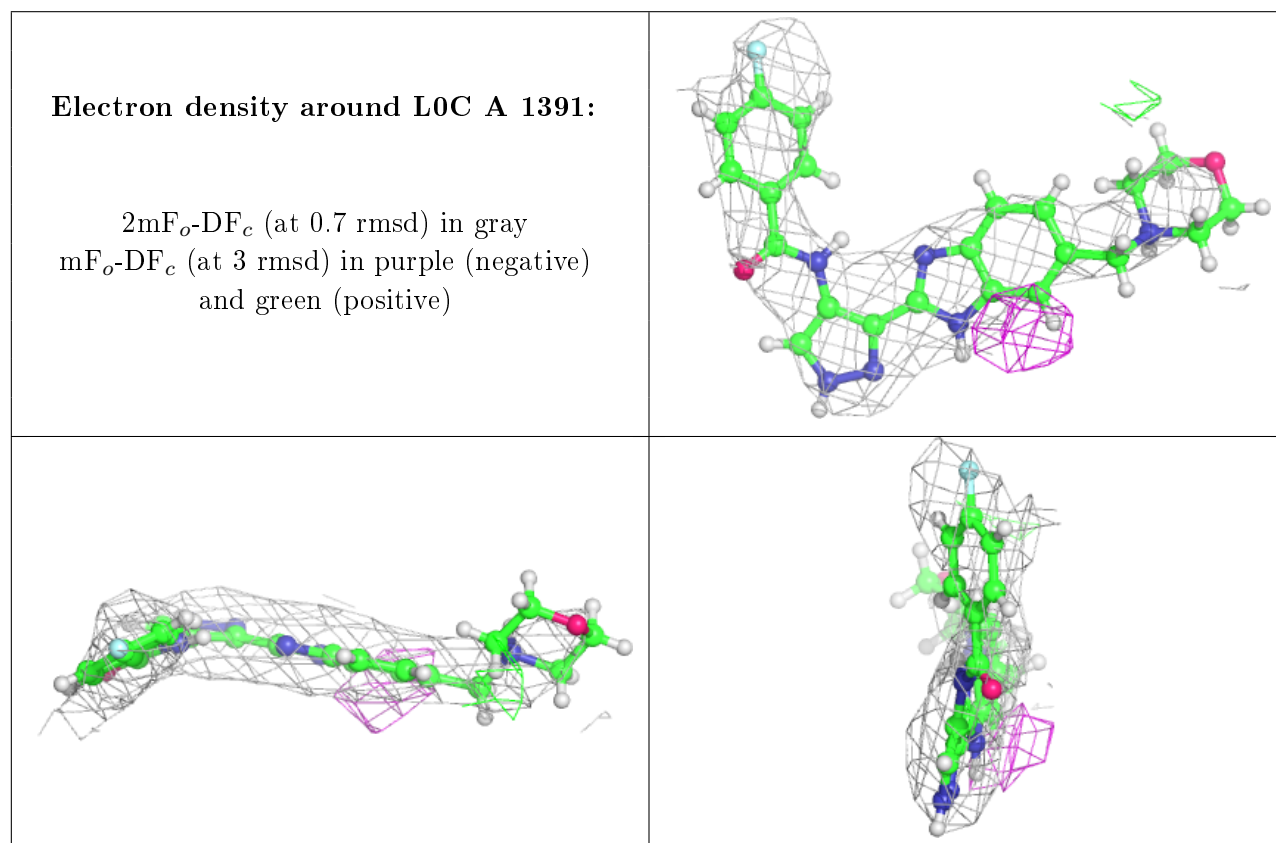 Electron density around L0C A 1391:
2mFo-DFc (at 0.7 rmsd) in gray
mFo-DFc (at 3 rmsd) in purple (negative)
and green (positive)